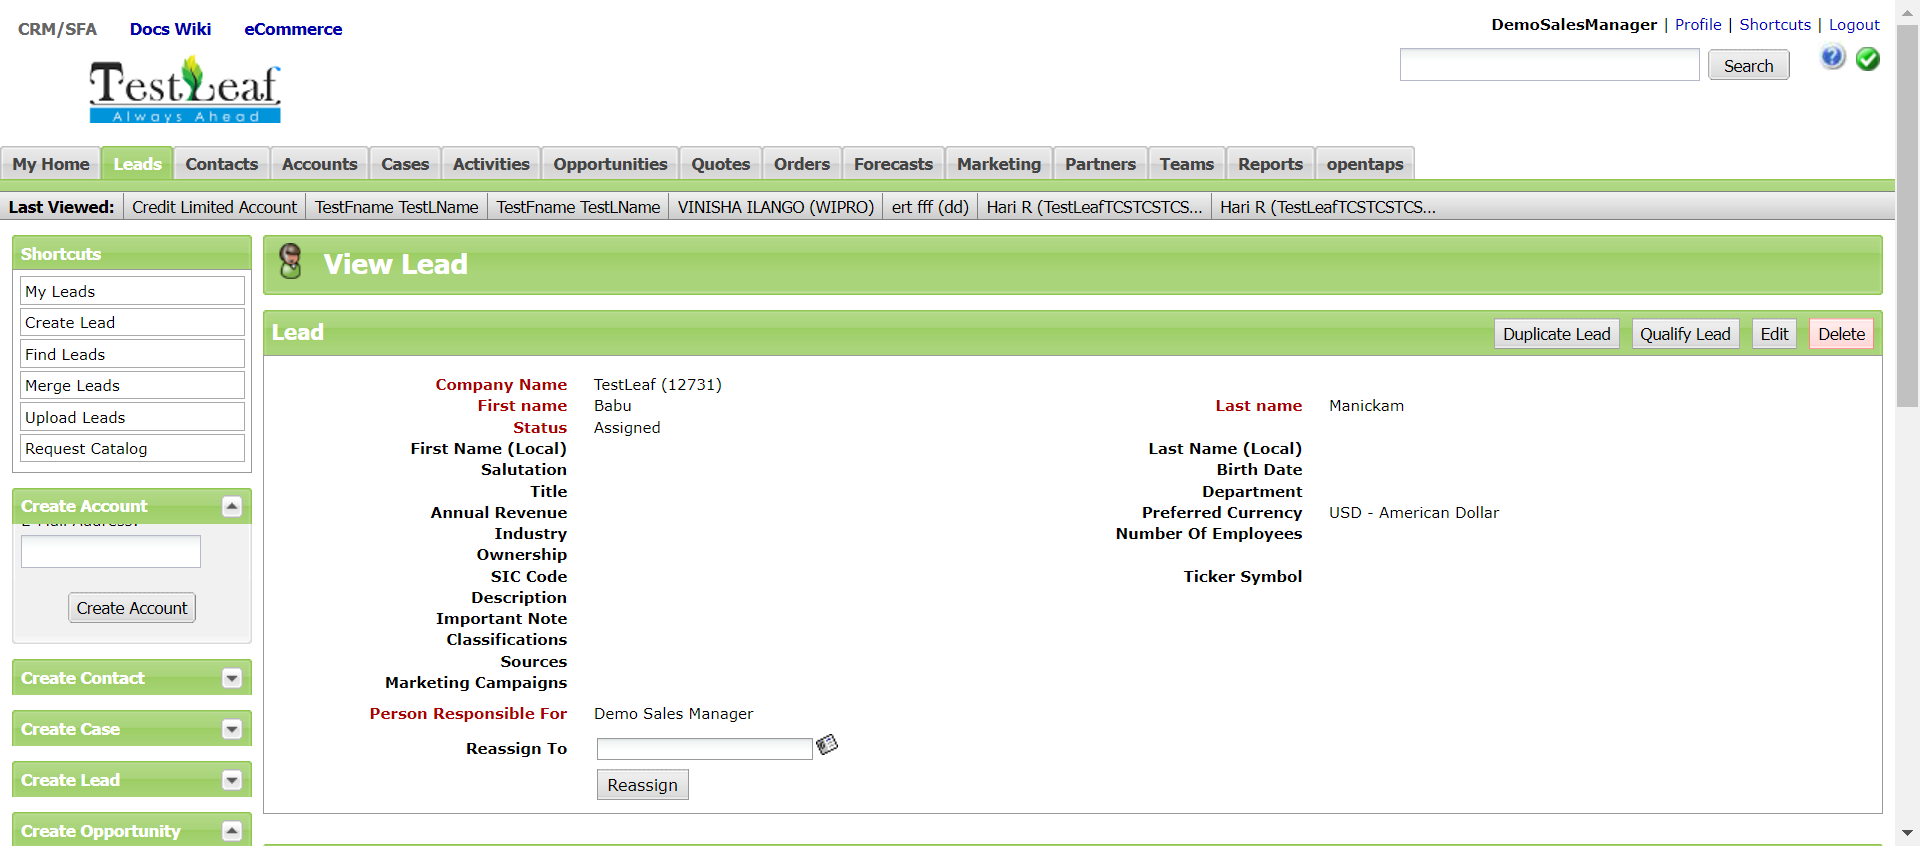 CRM/SFA Docs Wiki eCommerce
DemoSalesManager | Profile | Shortcuts | Logout
Search
TestLeaf
Always Ahead
My Home Leads Contacts Accounts Cases Activities Opportunities Quotes Orders Forecasts Marketing Partners Teams Reports opentaps
Last Viewed: Credit Limited Account TestFname TestLName TestFname TestLName VINISHA ILANGO (WIPRO) ert fff (dd) Hari R (TestLeafTCSTCSTCS... Hari R (TestLeafTCSTCSTCS...
Shortcuts
My Leads
Create Lead
Find Leads
Merge Leads
Upload Leads
Request Catalog
Create Account
E-Mail Address:
Create Account
Create Contact
Create Case
Create Lead
Create Opportunity
View Lead
Lead
Duplicate Lead Qualify Lead Edit Delete
Company Name TestLeaf (12731)
First name Babu Last name Manickam
Status Assigned
First Name (Local) Last Name (Local)
Salutation Birth Date
Title Department
Annual Revenue Preferred Currency USD - American Dollar
Industry Number Of Employees
Ownership
SIC Code Ticker Symbol
Description
Important Note
Classifications
Sources
Marketing Campaigns
Person Responsible For Demo Sales Manager
Reassign To
Reassign